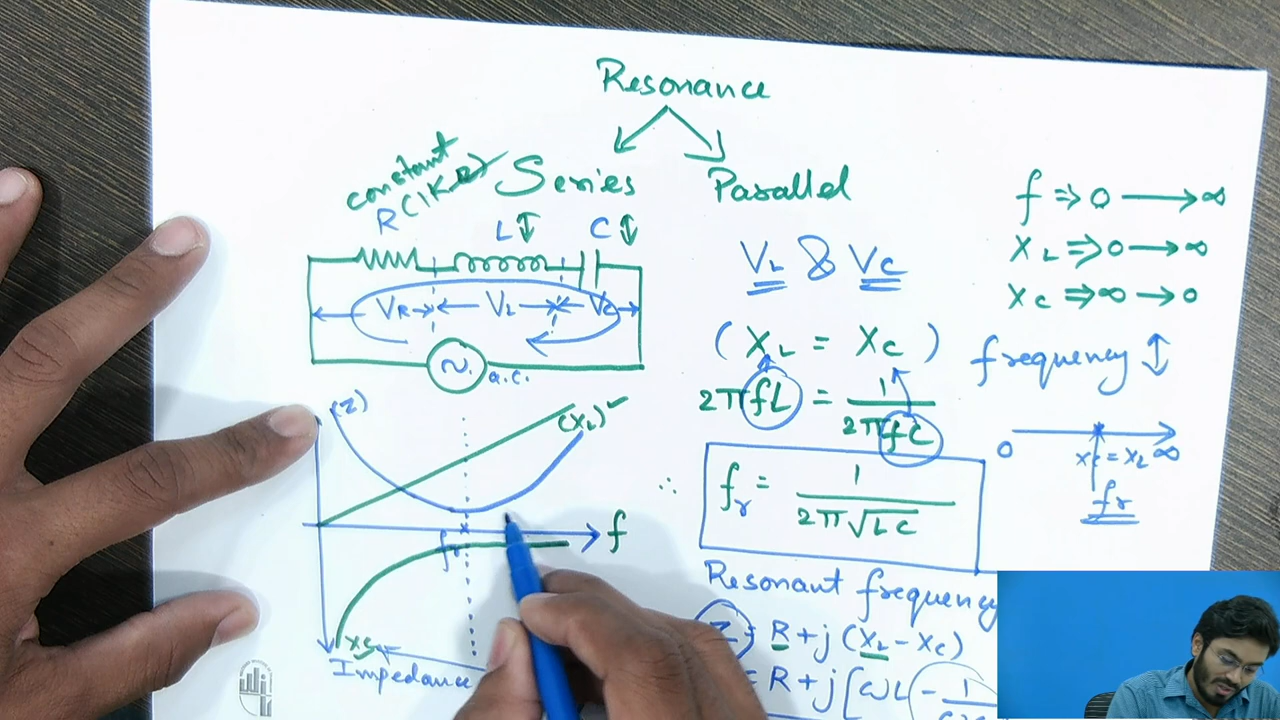 Resonance
Series Parallel
constant
R(1K Ω)
L C
VR VL VC
a.c.
VL & VC
(XL = XC)
2πfL = 1/2πfC
∴ fr = 1/2π√LC
Resonant frequency
Z = R + j(XL - XC)
= R + j[ωL - 1
f ⇒ 0 → ∞
XL ⇒ 0 → ∞
XC ⇒ ∞ → 0
frequency ↕
0 XC = XL ∞
fr
(Z)
(XL)
f
fr
XC
Impedance